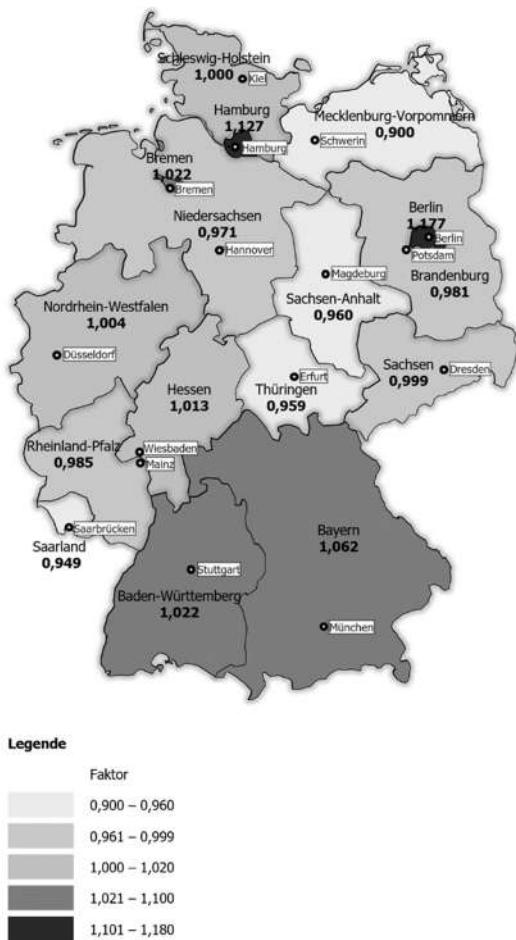 Schleswig-Holstein
1,000
Kiel
Hamburg
1,127
Hamburg
Mecklenburg-Vorpommern
0,900
Schwerin
Bremen
1,022
Bremen
Niedersachsen
0,971
Hannover
Berlin
1,177
Berlin
Potsdam
Brandenburg
0,981
Magdeburg
Sachsen-Anhalt
0,960
Nordrhein-Westfalen
1,004
Düsseldorf
Hessen
1,013
Erfurt
Thüringen
0,959
Sachsen
0,999
Dresden
Rheinland-Pfalz
0,985
Wiesbaden
Mainz
Saarbrücken
Saarland
0,949
Bayern
1,062
Stuttgart
Baden-Württemberg
1,022
München
Legende
Faktor
0,900 – 0,960
0,961 – 0,999
1,000 – 1,020
1,021 – 1,100
1,101 – 1,180